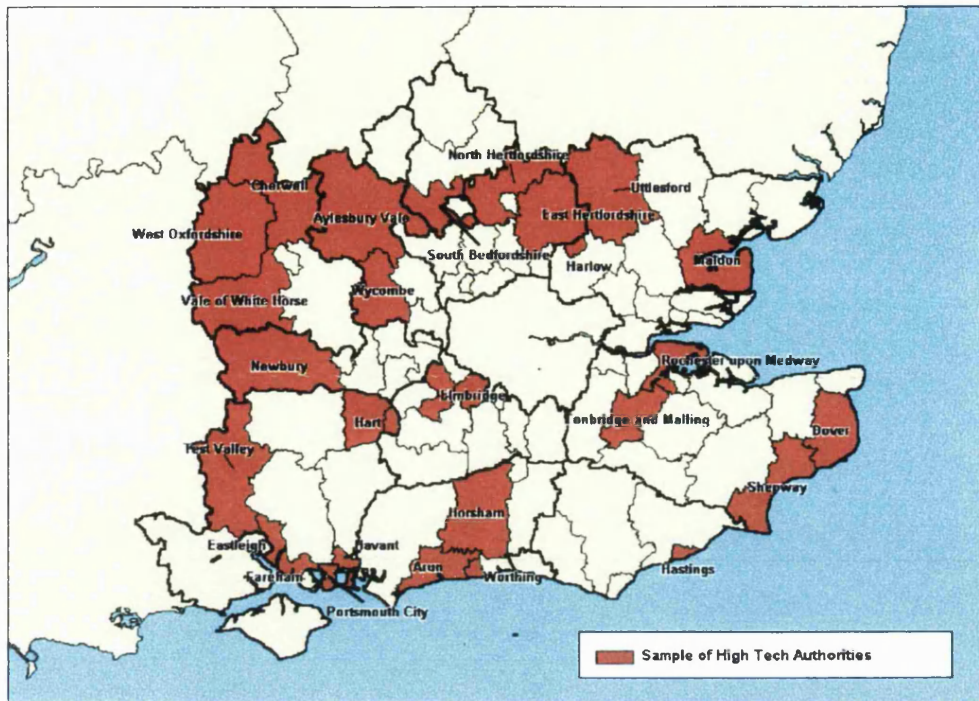 North Hertfordshire
Cherwell
Uttlesford
Aylesbury Vale
East Hertfordshire
West Oxfordshire
South Bedfordshire
Harlow
Maldon
Wycombe
Vale of White Horse
Newbury
Rochester upon Medway
Elmbridge
Hart
Tonbridge and Malling
Dover
Test Valley
Shepway
Horsham
Eastleigh
Havant
Arun
Hastings
Fareham
Worthing
Portsmouth City
Sample of High Tech Authorities